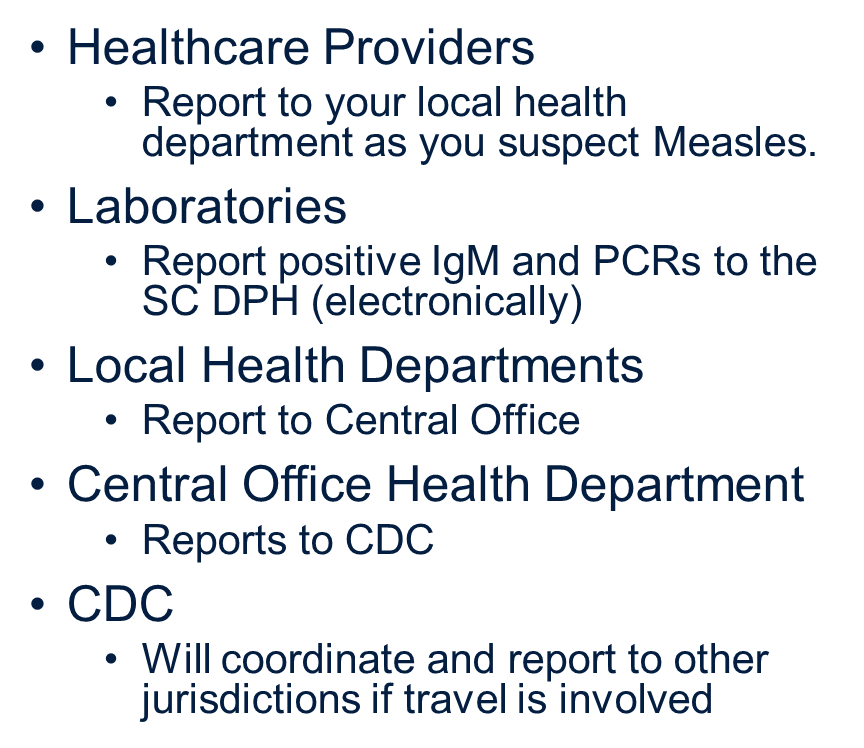 • Healthcare Providers
• Report to your local health
department as you suspect Measles.
• Laboratories
• Report positive IgM and PCRs to the
SC DPH (electronically)
• Local Health Departments
• Report to Central Office
• Central Office Health Department
• Reports to CDC
• CDC
• Will coordinate and report to other
jurisdictions if travel is involved